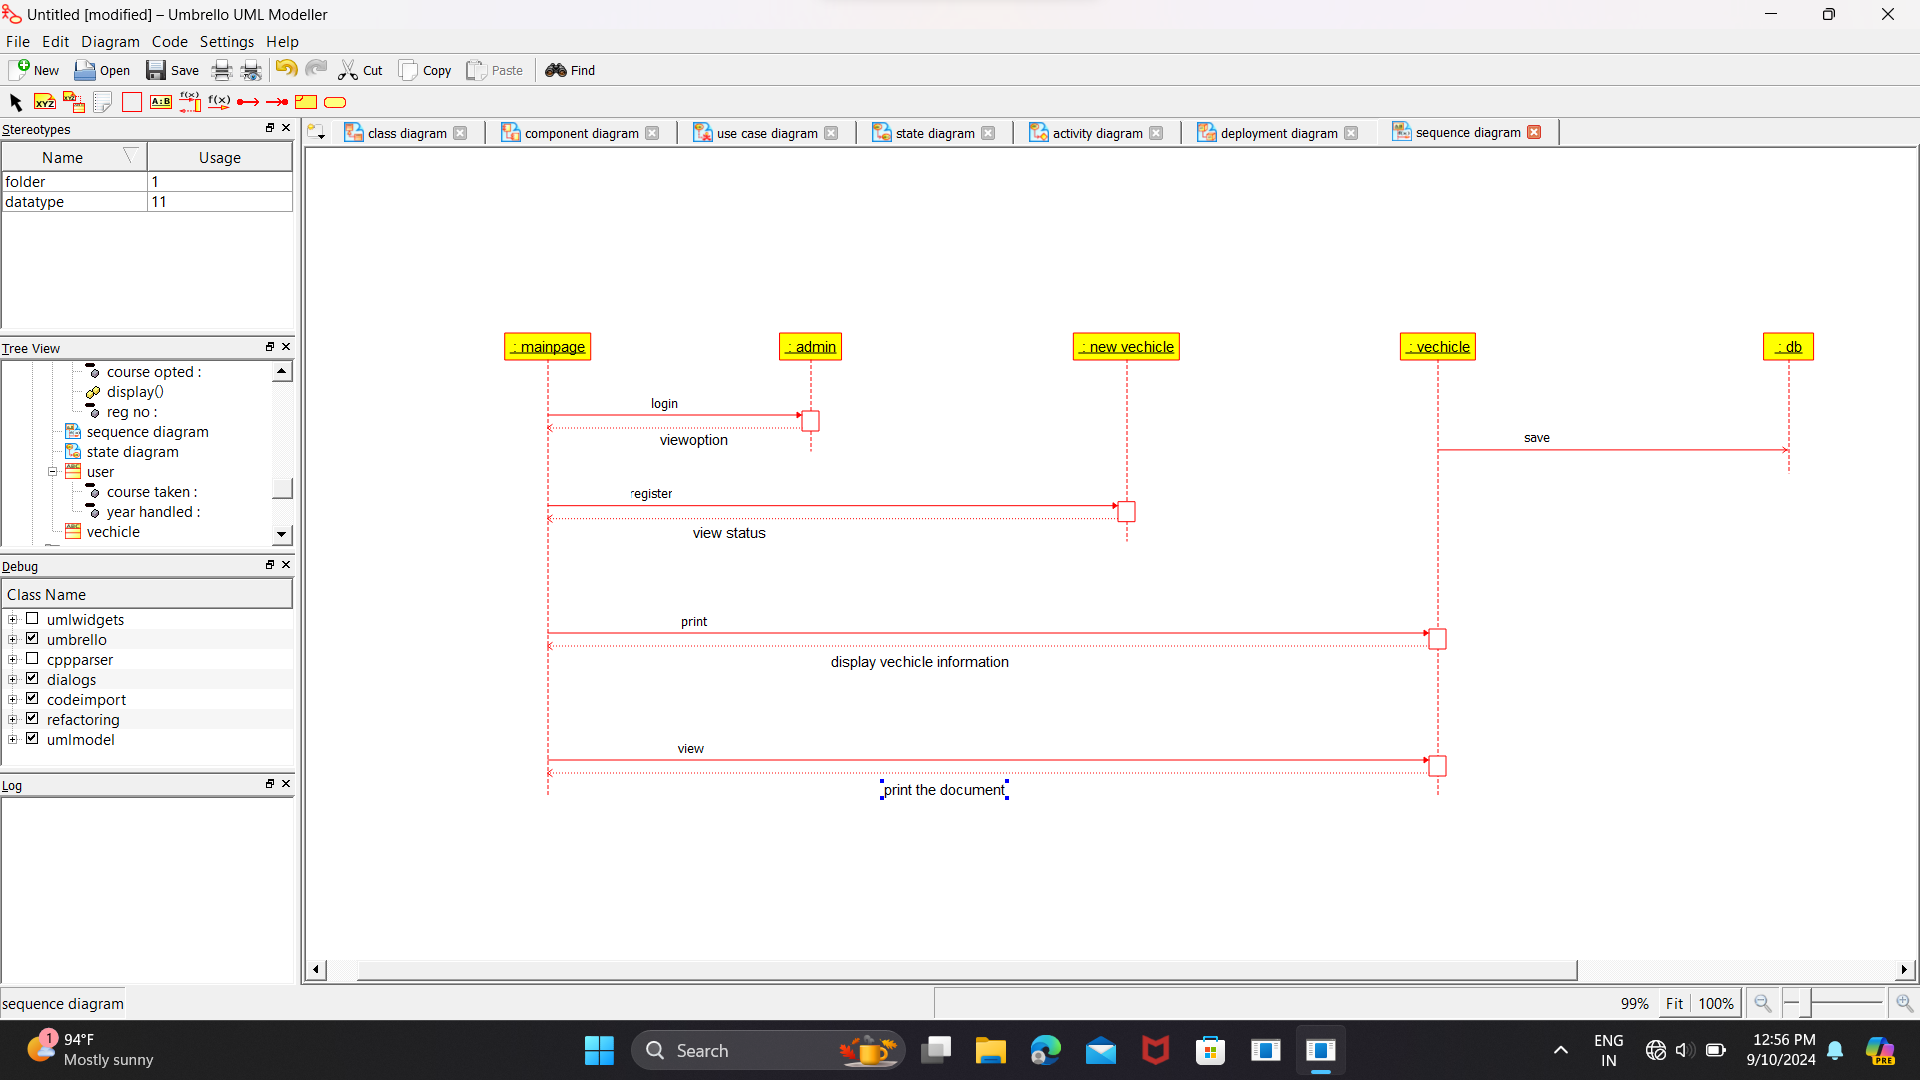 Untitled [modified] – Umbrello UML Modeller
File Edit Diagram Code Settings Help
New Open Save Cut Copy Paste Find
XYZ XYZ A:B f(x) f(x)
Stereotypes
class diagram component diagram use case diagram state diagram activity diagram deployment diagram sequence diagram
Name Usage
folder 1
datatype 11
Tree View
course opted :
display()
reg no :
sequence diagram
state diagram
user
course taken :
year handled :
vechicle
Debug
Class Name
umlwidgets
umbrello
cppparser
dialogs
codeimport
refactoring
umlmodel
Log
: mainpage : admin : new vechicle : vechicle : db
login
viewoption
save
register
view status
print
display vechicle information
view
print the document
sequence diagram 99% Fit 100%
1 94°F
Mostly sunny
Search
ENG
IN
12:56 PM
9/10/2024
PRE